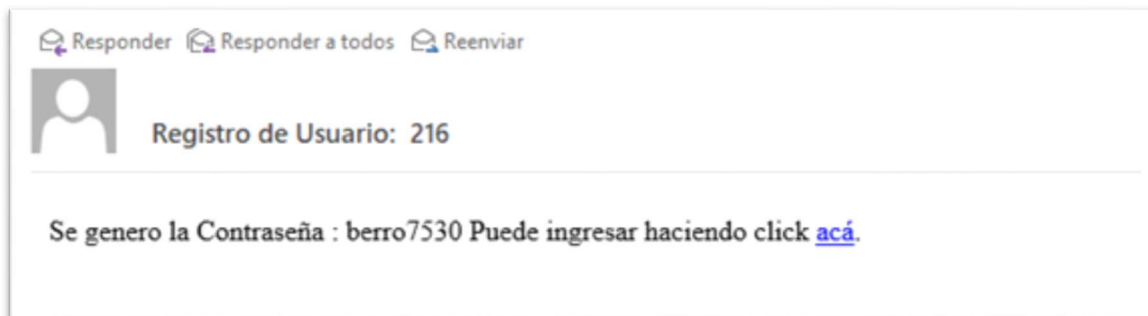 Responder Responder a todos Reenviar
Registro de Usuario: 216
Se genero la Contraseña : berro7530 Puede ingresar haciendo click acá.